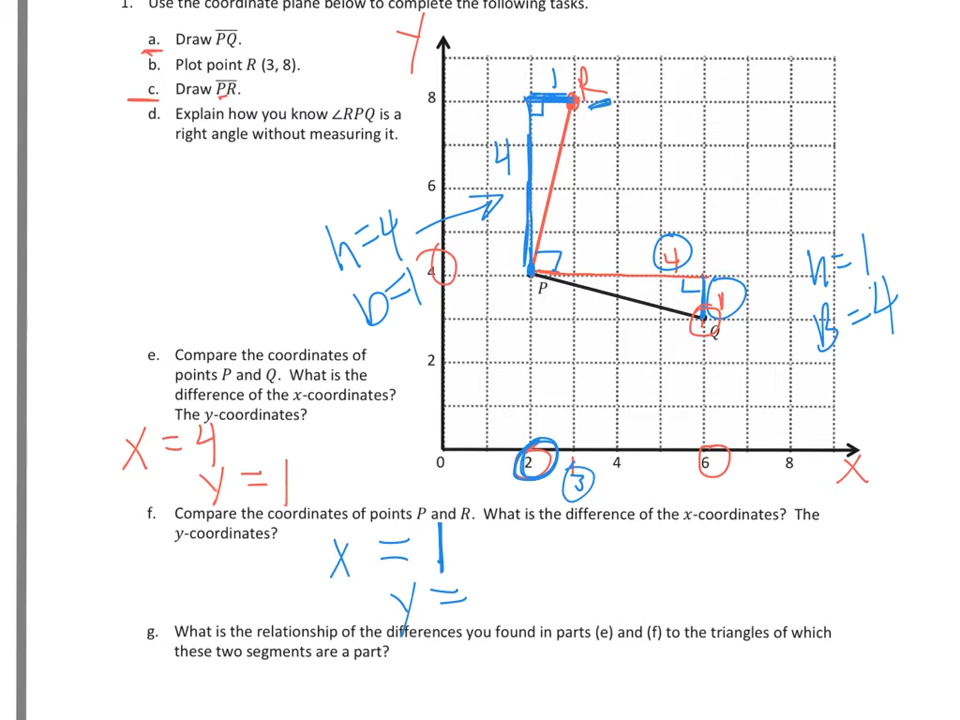 1. Use the coordinate plane below to complete the following tasks.
a. Draw PQ.
b. Plot point R (3, 8).
c. Draw PR.
d. Explain how you know ∠RPQ is a
right angle without measuring it.
Y
1
R
8
4
6
h=4
b=1
4
4
P
1
Q
h=1
B=4
2
0
2
3
4
6
8
X
e. Compare the coordinates of
points P and Q. What is the
difference of the x-coordinates?
The y-coordinates?
x = 4
y = 1
f. Compare the coordinates of points P and R. What is the difference of the x-coordinates? The
y-coordinates?
x = 1
y =
g. What is the relationship of the differences you found in parts (e) and (f) to the triangles of which
these two segments are a part?